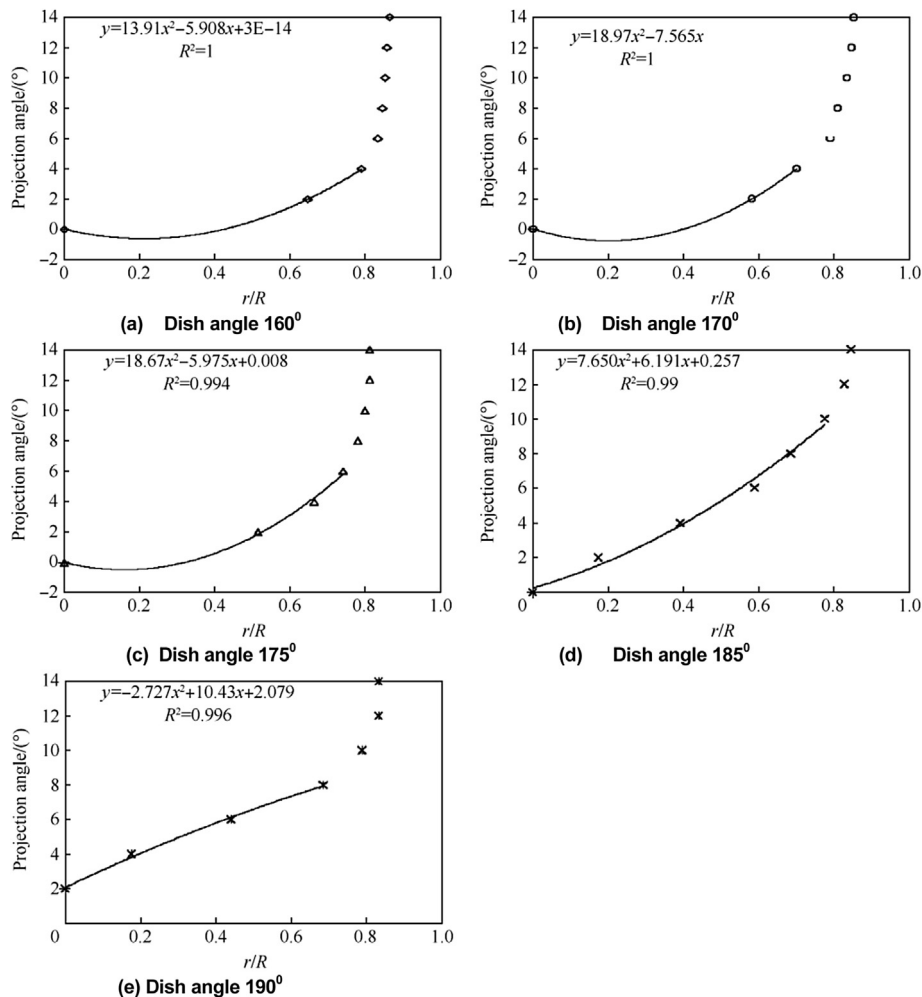 14
12
10
8
6
4
2
0
−2
Projection angle/(°)
y=13.91x²−5.908x+3E−14
R²=1
0 0.2 0.4 0.6 0.8 1.0
r/R
(a) Dish angle 160⁰
14
12
10
8
6
4
2
0
−2
Projection angle/(°)
y=18.97x²−7.565x
R²=1
0 0.2 0.4 0.6 0.8 1.0
r/R
(b) Dish angle 170⁰
14
12
10
8
6
4
2
0
−2
Projection angle/(°)
y=18.67x²−5.975x+0.008
R²=0.994
0 0.2 0.4 0.6 0.8 1.0
r/R
(c) Dish angle 175⁰
14
12
10
8
6
4
2
Projection angle/(°)
y=7.650x²+6.191x+0.257
R²=0.99
0 0.2 0.4 0.6 0.8 1.0
r/R
(d) Dish angle 185⁰
14
12
10
8
6
4
2
0
Projection angle/(°)
y=−2.727x²+10.43x+2.079
R²=0.996
0 0.2 0.4 0.6 0.8 1.0
r/R
(e) Dish angle 190⁰